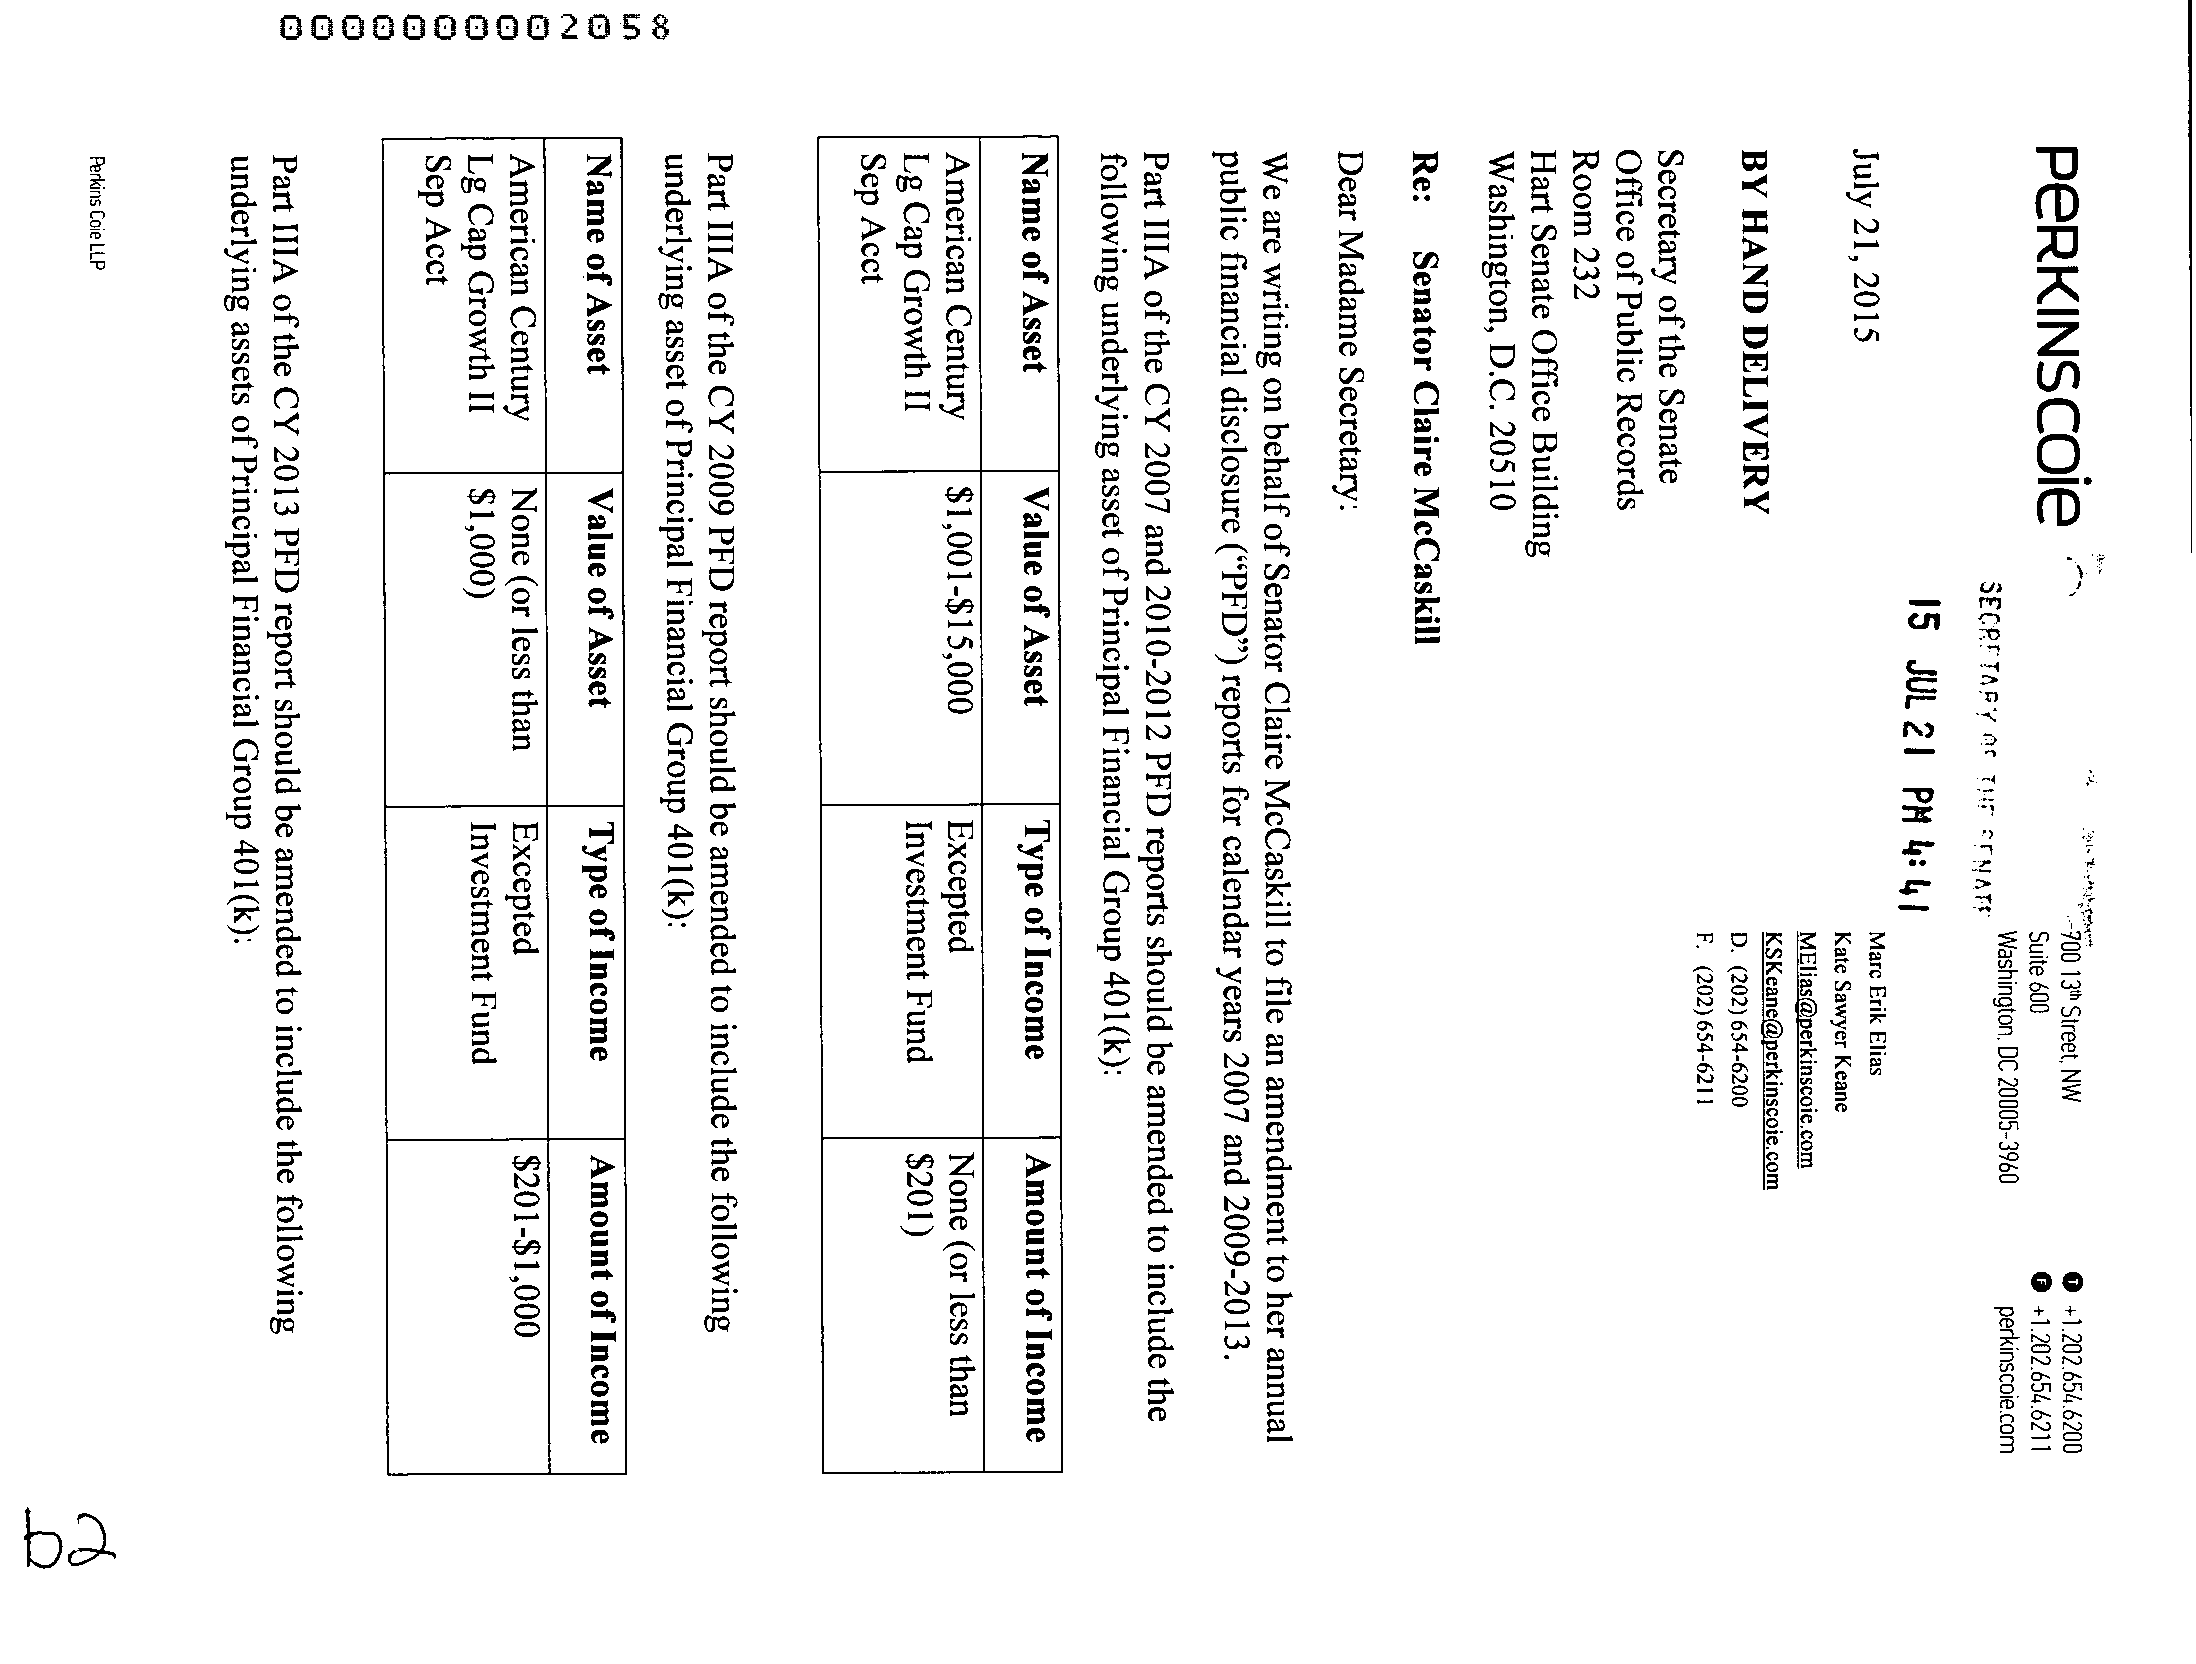 PERKINSCOIE
700 13th Street, NW
Suite 600
Washington, DC 20005-3960
T +1.202.654.6200
F +1.202.654.6211
perkinscoie.com
SECRETARY OF THE SENATE
15 JUL 21 PM 4:41
July 21, 2015
Marc Erik Elias
Kate Sawyer Keane
MElias@perkinscoie.com
KSKeane@perkinscoie.com
D. (202) 654-6200
F. (202) 654-6211
BY HAND DELIVERY
Secretary of the Senate
Office of Public Records
Room 232
Hart Senate Office Building
Washington, D.C. 20510
Re: Senator Claire McCaskill
Dear Madame Secretary:
We are writing on behalf of Senator Claire McCaskill to file an amendment to her annual
public financial disclosure (“PFD”) reports for calendar years 2007 and 2009-2013.
Part IIIA of the CY 2007 and 2010-2012 PFD reports should be amended to include the
following underlying asset of Principal Financial Group 401(k):
Name of Asset Value of Asset Type of Income Amount of Income
American Century $1,001-$15,000 Excepted None (or less than
Lg Cap Growth II Investment Fund $201)
Sep Acct
Part IIIA of the CY 2009 PFD report should be amended to include the following
underlying asset of Principal Financial Group 401(k):
Name of Asset Value of Asset Type of Income Amount of Income
American Century None (or less than Excepted $201-$1,000
Lg Cap Growth II $1,000) Investment Fund
Sep Acct
Part IIIA of the CY 2013 PFD report should be amended to include the following
underlying assets of Principal Financial Group 401(k):
Perkins Coie LLP
000000002058
b2